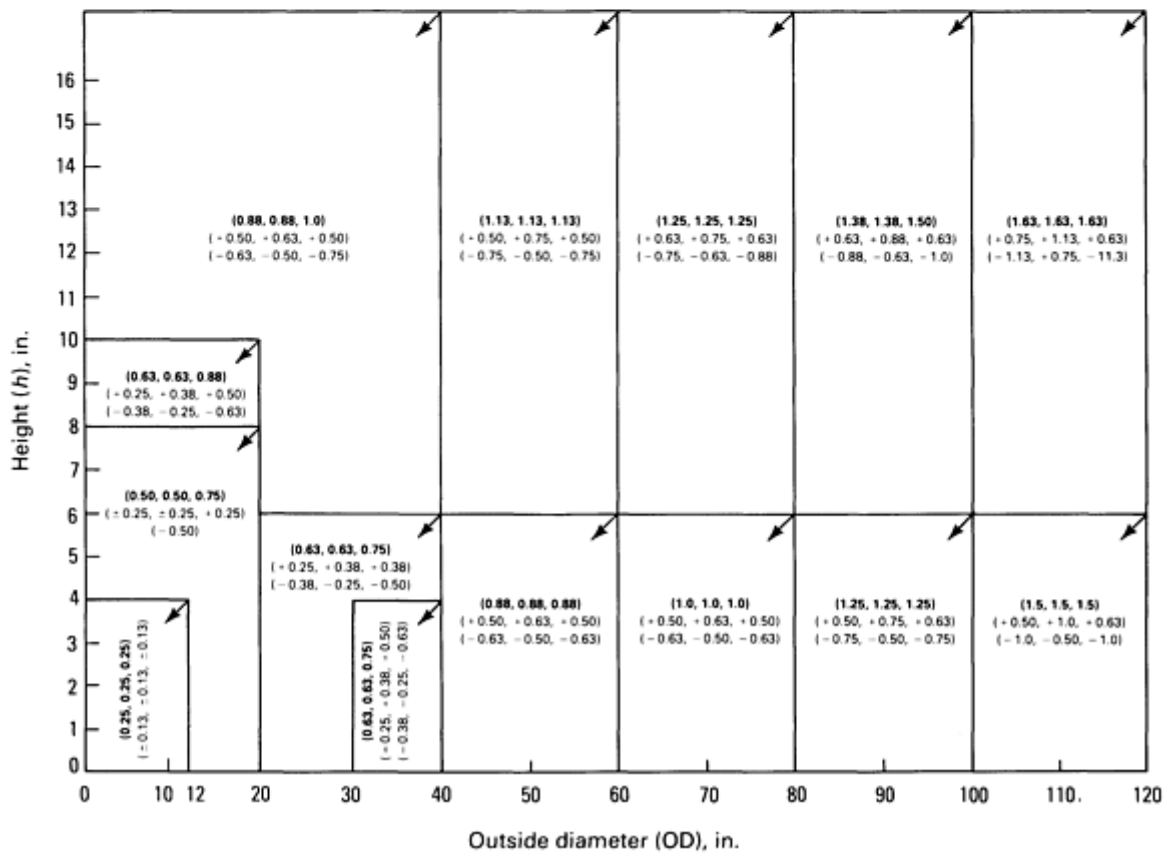 16
15
14
13
12
11
10
9
8
7
6
5
4
3
2
1
0
Height (h), in.
(0.88, 0.88, 1.0)
(+0.50, +0.63, +0.50)
(−0.63, −0.50, −0.75)
(1.13, 1.13, 1.13)
(+0.50, +0.75, +0.50)
(−0.75, −0.50, −0.75)
(1.25, 1.25, 1.25)
(+0.63, +0.75, +0.63)
(−0.75, −0.63, −0.88)
(1.38, 1.38, 1.50)
(+0.63, +0.88, +0.63)
(−0.88, −0.63, −1.0)
(1.63, 1.63, 1.63)
(+0.75, +1.13, +0.63)
(−1.13, +0.75, −11.3)
(0.63, 0.63, 0.88)
(+0.25, +0.38, +0.50)
(−0.38, −0.25, −0.63)
(0.50, 0.50, 0.75)
(±0.25, ±0.25, +0.25)
(−0.50)
(0.63, 0.63, 0.75)
(+0.25, +0.38, +0.38)
(−0.38, −0.25, −0.50)
(0.25, 0.25, 0.25)
(±0.13, ±0.13, ±0.13)
(0.63, 0.63, 0.75)
(+0.25, +0.38, +0.50)
(−0.38, −0.25, −0.63)
(0.88, 0.88, 0.88)
(+0.50, +0.63, +0.50)
(−0.63, −0.50, −0.63)
(1.0, 1.0, 1.0)
(+0.50, +0.63, +0.50)
(−0.63, −0.50, −0.63)
(1.25, 1.25, 1.25)
(+0.50, +0.75, +0.63)
(−0.75, −0.50, −0.75)
(1.5, 1.5, 1.5)
(+0.50, +1.0, +0.63)
(−1.0, −0.50, −1.0)
0 10 12 20 30 40 50 60 70 80 90 100 110. 120
Outside diameter (OD), in.